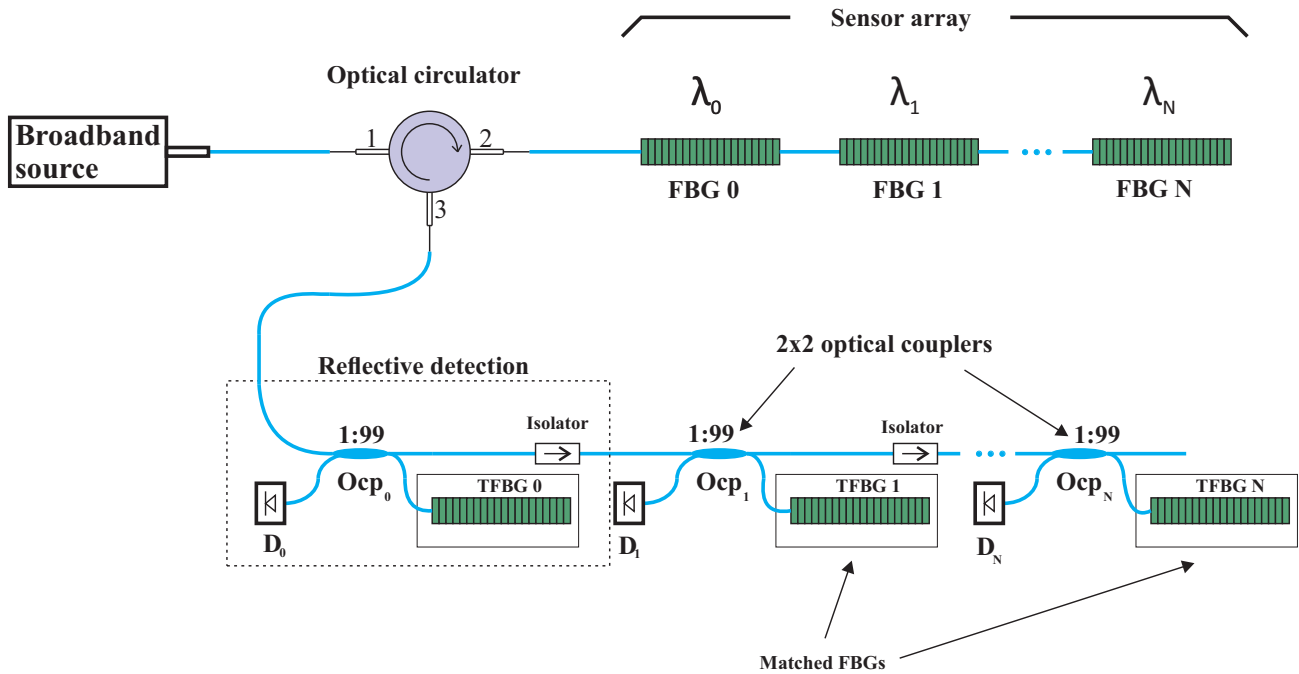 Sensor array
Optical circulator
λ0
λ1
λN
Broadband
source
1
2
3
FBG 0
FBG 1
FBG N
2x2 optical couplers
Reflective detection
1:99
Isolator
1:99
Isolator
1:99
Ocp0
TFBG 0
Ocp1
TFBG 1
OcpN
TFBG N
D0
D1
DN
Matched FBGs